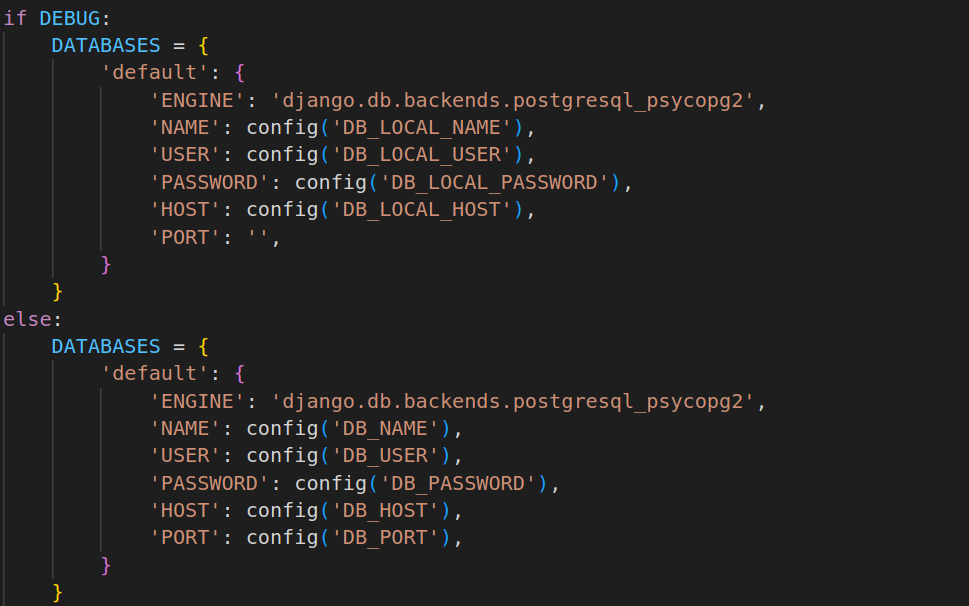 if DEBUG:
    DATABASES = {
        'default': {
            'ENGINE': 'django.db.backends.postgresql_psycopg2',
            'NAME': config('DB_LOCAL_NAME'),
            'USER': config('DB_LOCAL_USER'),
            'PASSWORD': config('DB_LOCAL_PASSWORD'),
            'HOST': config('DB_LOCAL_HOST'),
            'PORT': '',
        }
    }
else:
    DATABASES = {
        'default': {
            'ENGINE': 'django.db.backends.postgresql_psycopg2',
            'NAME': config('DB_NAME'),
            'USER': config('DB_USER'),
            'PASSWORD': config('DB_PASSWORD'),
            'HOST': config('DB_HOST'),
            'PORT': config('DB_PORT'),
        }
    }